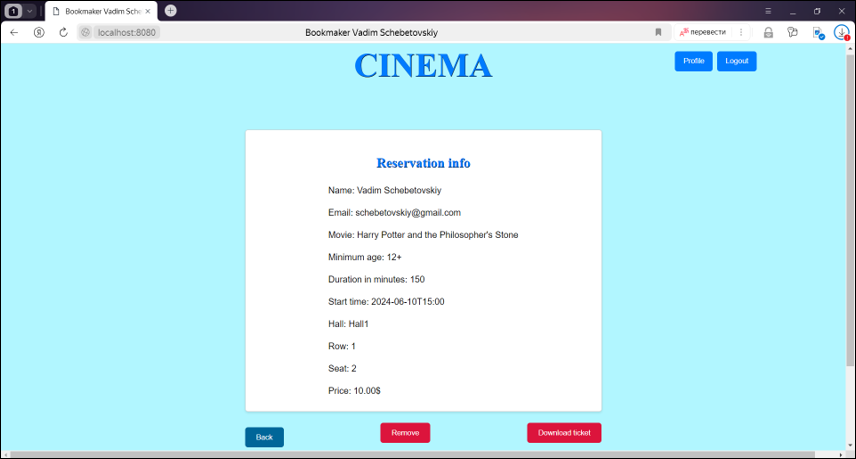 1
Bookmaker Vadim Sche
localhost:8080
Bookmaker Vadim Schebetovskiy
перевести
CINEMA
Profile
Logout
Reservation info
Name: Vadim Schebetovskiy
Email: schebetovskiy@gmail.com
Movie: Harry Potter and the Philosopher's Stone
Minimum age: 12+
Duration in minutes: 150
Start time: 2024-06-10T15:00
Hall: Hall1
Row: 1
Seat: 2
Price: 10.00$
Back
Remove
Download ticket